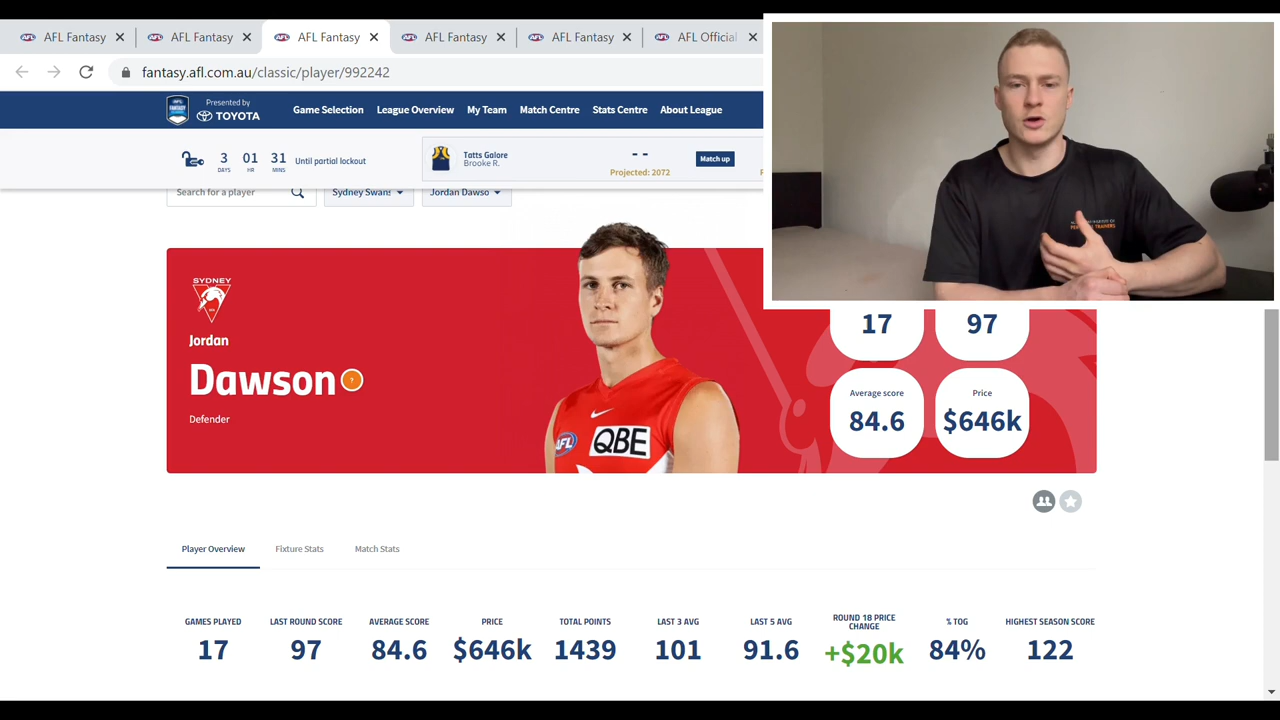 AFL Fantasy
AFL Fantasy
AFL Fantasy
AFL Fantasy
AFL Fantasy
AFL Official
fantasy.afl.com.au/classic/player/992242
Presented by
TOYOTA
Game Selection
League Overview
My Team
Match Centre
Stats Centre
About League
3
DAYS
01
HR
31
MINS
Until partial lockout
Tatts Galore
Brooke R.
- -
Projected: 2072
Match up
Search for a player
Sydney Swans
Jordan Dawso
SYDNEY
Jordan
Dawson
?
Defender
AFL
QBE
17
97
Average score
84.6
Price
$646k
Player Overview
Fixture Stats
Match Stats
GAMES PLAYED
17
LAST ROUND SCORE
97
AVERAGE SCORE
84.6
PRICE
$646k
TOTAL POINTS
1439
LAST 3 AVG
101
LAST 5 AVG
91.6
ROUND 18 PRICE
CHANGE
+$20k
% TOG
84%
HIGHEST SEASON SCORE
122